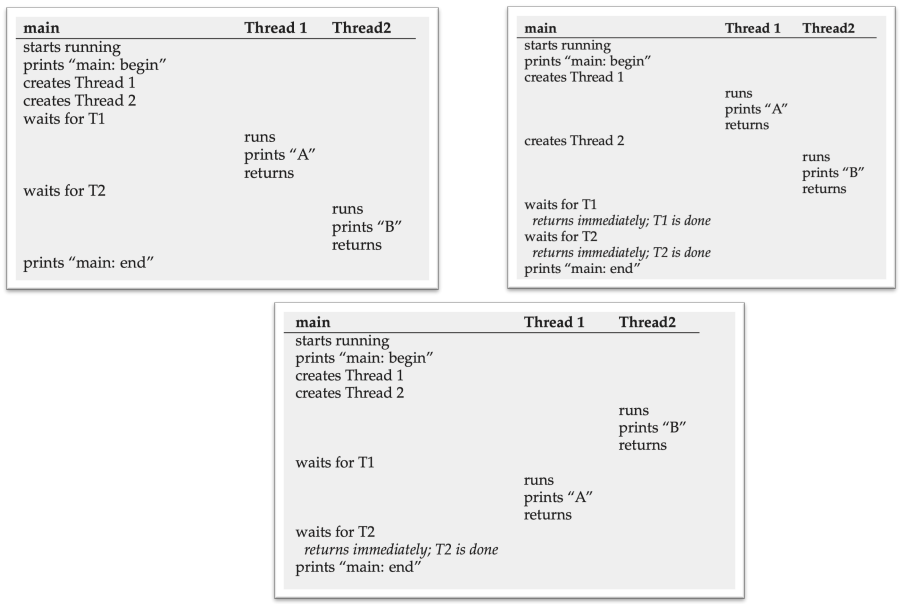 main Thread 1 Thread2
starts running
prints “main: begin”
creates Thread 1
creates Thread 2
waits for T1
runs
prints “A”
returns
waits for T2
runs
prints “B”
returns
prints “main: end”
main Thread 1 Thread2
starts running
prints “main: begin”
creates Thread 1
runs
prints “A”
returns
creates Thread 2
runs
prints “B”
returns
waits for T1
returns immediately; T1 is done
waits for T2
returns immediately; T2 is done
prints “main: end”
main Thread 1 Thread2
starts running
prints “main: begin”
creates Thread 1
creates Thread 2
runs
prints “B”
returns
waits for T1
runs
prints “A”
returns
waits for T2
returns immediately; T2 is done
prints “main: end”